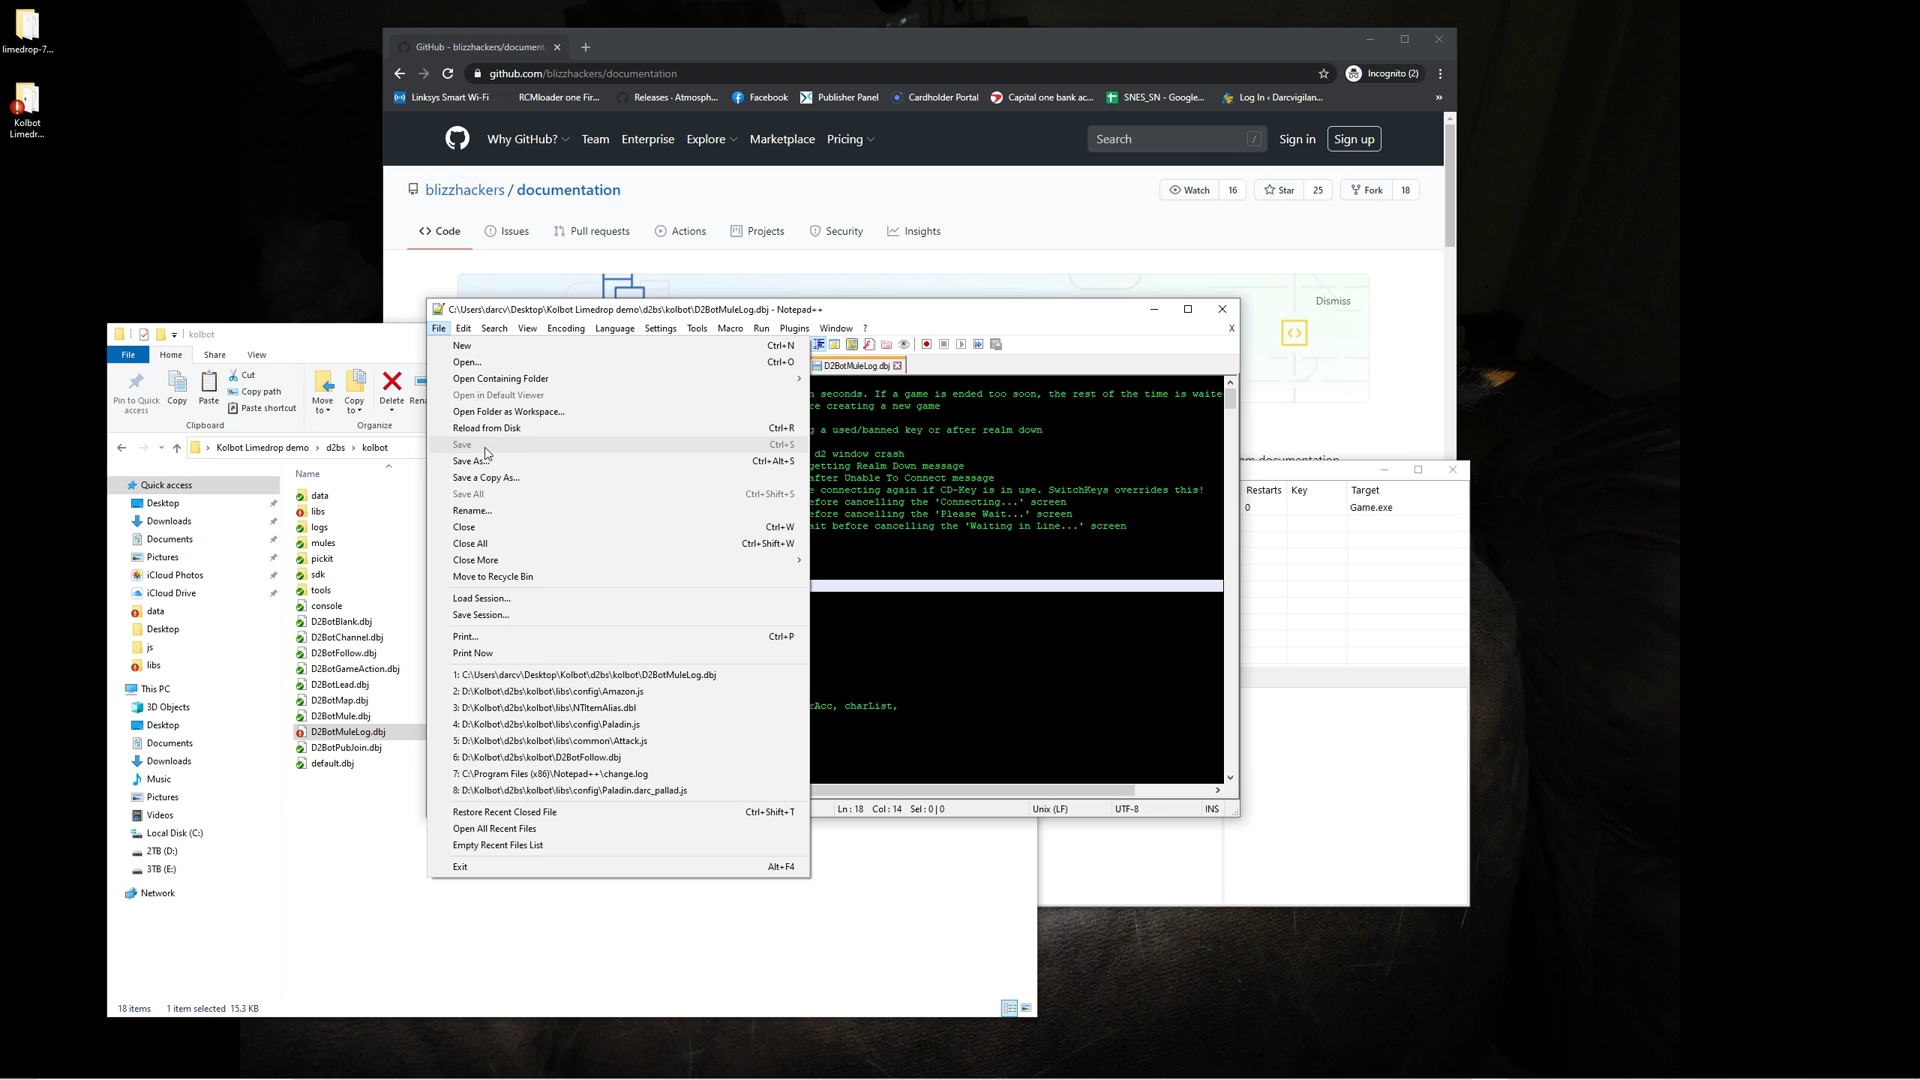 limedrop-7...
Kolbot
Limedr...
GitHub - blizzhackers/document
github.com/blizzhackers/documentation
Incognito (2)
Linksys Smart Wi-Fi
RCMloader one Fir...
Releases · Atmosph...
Facebook
Publisher Panel
Cardholder Portal
Capital one bank ac...
SNES_SN - Google...
Log In ‹ Darcvigilan...
»
Why GitHub?
Team
Enterprise
Explore
Marketplace
Pricing
Search
/
Sign in
Sign up
blizzhackers / documentation
Watch 16
Star 25
Fork 18
Code
Issues
Pull requests
Actions
Projects
Security
Insights
Dismiss
C:\Users\darcv\Desktop\Kolbot Limedrop demo\d2bs\kolbot\D2BotMuleLog.dbj - Notepad++
File Edit Search View Encoding Language Settings Tools Macro Run Plugins Window ?
X
New Ctrl+N
Open... Ctrl+O
Open Containing Folder
Open in Default Viewer
Open Folder as Workspace...
Reload from Disk Ctrl+R
Save Ctrl+S
Save As... Ctrl+Alt+S
Save a Copy As...
Save All Ctrl+Shift+S
Rename...
Close Ctrl+W
Close All Ctrl+Shift+W
Close More
Move to Recycle Bin
Load Session...
Save Session...
Print... Ctrl+P
Print Now
1: C:\Users\darcv\Desktop\Kolbot\d2bs\kolbot\D2BotMuleLog.dbj
2: D:\Kolbot\d2bs\kolbot\libs\config\Amazon.js
3: D:\Kolbot\d2bs\kolbot\libs\NTItemAlias.dbl
4: D:\Kolbot\d2bs\kolbot\libs\config\Paladin.js
5: D:\Kolbot\d2bs\kolbot\libs\common\Attack.js
6: D:\Kolbot\d2bs\kolbot\D2BotFollow.dbj
7: C:\Program Files (x86)\Notepad++\change.log
8: D:\Kolbot\d2bs\kolbot\libs\config\Paladin.darc_pallad.js
Restore Recent Closed File Ctrl+Shift+T
Open All Recent Files
Empty Recent Files List
Exit Alt+F4
D2BotMuleLog.dbj
seconds. If a game is ended too soon, the rest of the time is waite
re creating a new game
g a used/banned key or after realm down
d2 window crash
getting Realm Down message
after Unable To Connect message
e connecting again if CD-Key is in use. SwitchKeys overrides this!
efore cancelling the 'Connecting...' screen
efore cancelling the 'Please Wait...' screen
ait before cancelling the 'Waiting in Line...' screen
rAcc, charList,
Ln : 18 Col : 14 Sel : 0 | 0
Unix (LF)
UTF-8
INS
Restarts Key Target
0 Game.exe
kolbot
File Home Share View
Pin to Quick
access
Copy
Paste
Cut
Copy path
Paste shortcut
Clipboard
Move
to
Copy
to
Delete
Organize
Kolbot Limedrop demo › d2bs › kolbot
Quick access
Desktop
Downloads
Documents
Pictures
iCloud Photos
iCloud Drive
data
Desktop
js
libs
This PC
3D Objects
Desktop
Documents
Downloads
Music
Pictures
Videos
Local Disk (C:)
2TB (D:)
3TB (E:)
Network
Name
data
libs
logs
mules
pickit
sdk
tools
console
D2BotBlank.dbj
D2BotChannel.dbj
D2BotFollow.dbj
D2BotGameAction.dbj
D2BotLead.dbj
D2BotMap.dbj
D2BotMule.dbj
D2BotMuleLog.dbj
D2BotPubJoin.dbj
default.dbj
18 items 1 item selected 15.3 KB